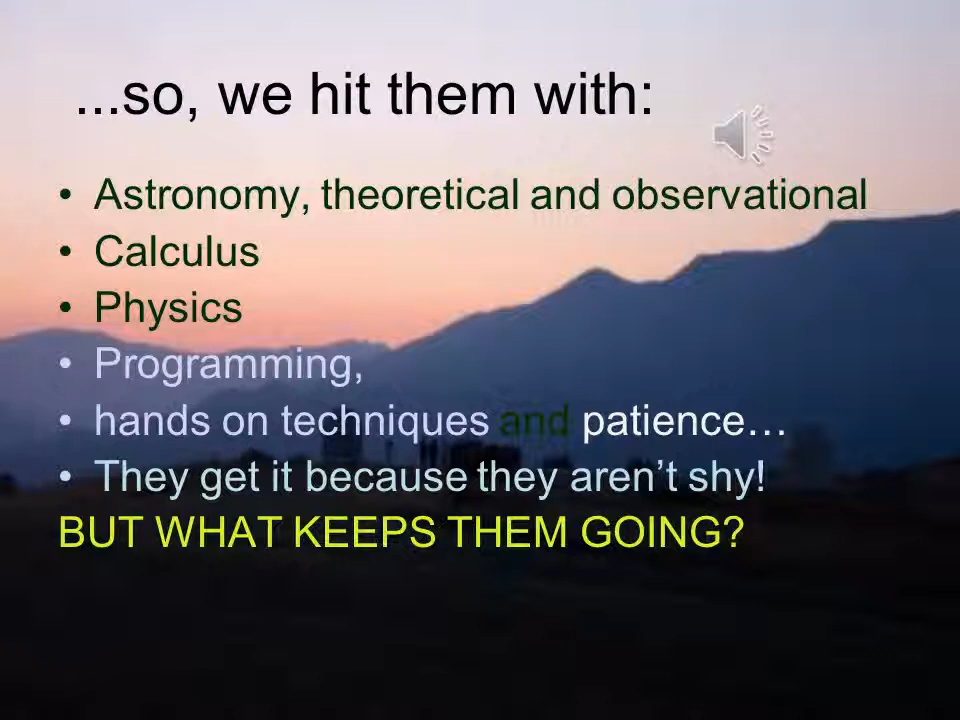 ...so, we hit them with:
• Astronomy, theoretical and observational
• Calculus
• Physics
• Programming,
• hands on techniques and patience…
• They get it because they aren’t shy!
BUT WHAT KEEPS THEM GOING?